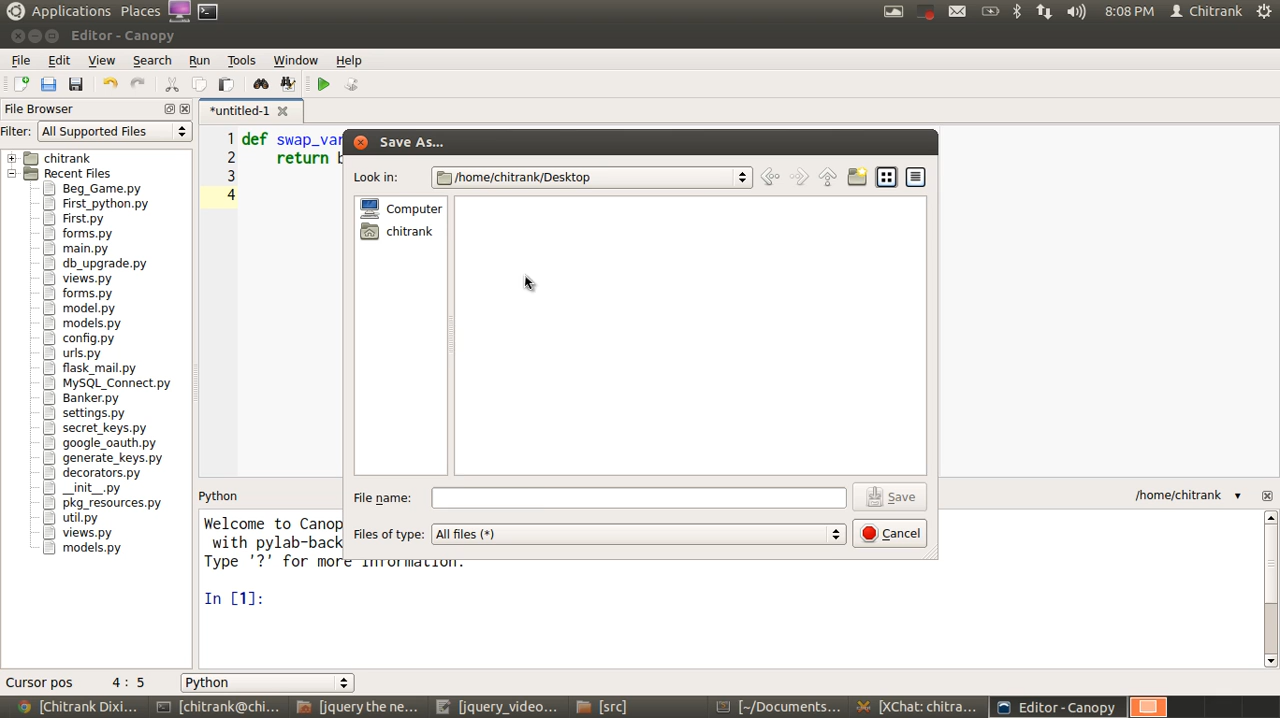 Applications Places 8:08 PM Chitrank
Editor - Canopy
File Edit View Search Run Tools Window Help
File Browser
*untitled-1
Filter: All Supported Files
chitrank
Recent Files
Beg_Game.py
First_python.py
First.py
forms.py
main.py
db_upgrade.py
views.py
forms.py
model.py
models.py
config.py
urls.py
flask_mail.py
MySQL_Connect.py
Banker.py
settings.py
secret_keys.py
google_oauth.py
generate_keys.py
decorators.py
__init__.py
pkg_resources.py
util.py
views.py
models.py
1 def swap_var
2 return b
3
4
Save As...
Look in: /home/chitrank/Desktop
Computer
chitrank
File name: Save
Files of type: All files (*) Cancel
Python /home/chitrank
Welcome to Canop
with pylab-back
Type '?' for more information.
In [1]:
Cursor pos 4 : 5 Python
[Chitrank Dixi... [chitrank@chi... [jquery the ne... [jquery_video... [src] [~/Documents... [XChat: chitra... Editor - Canopy